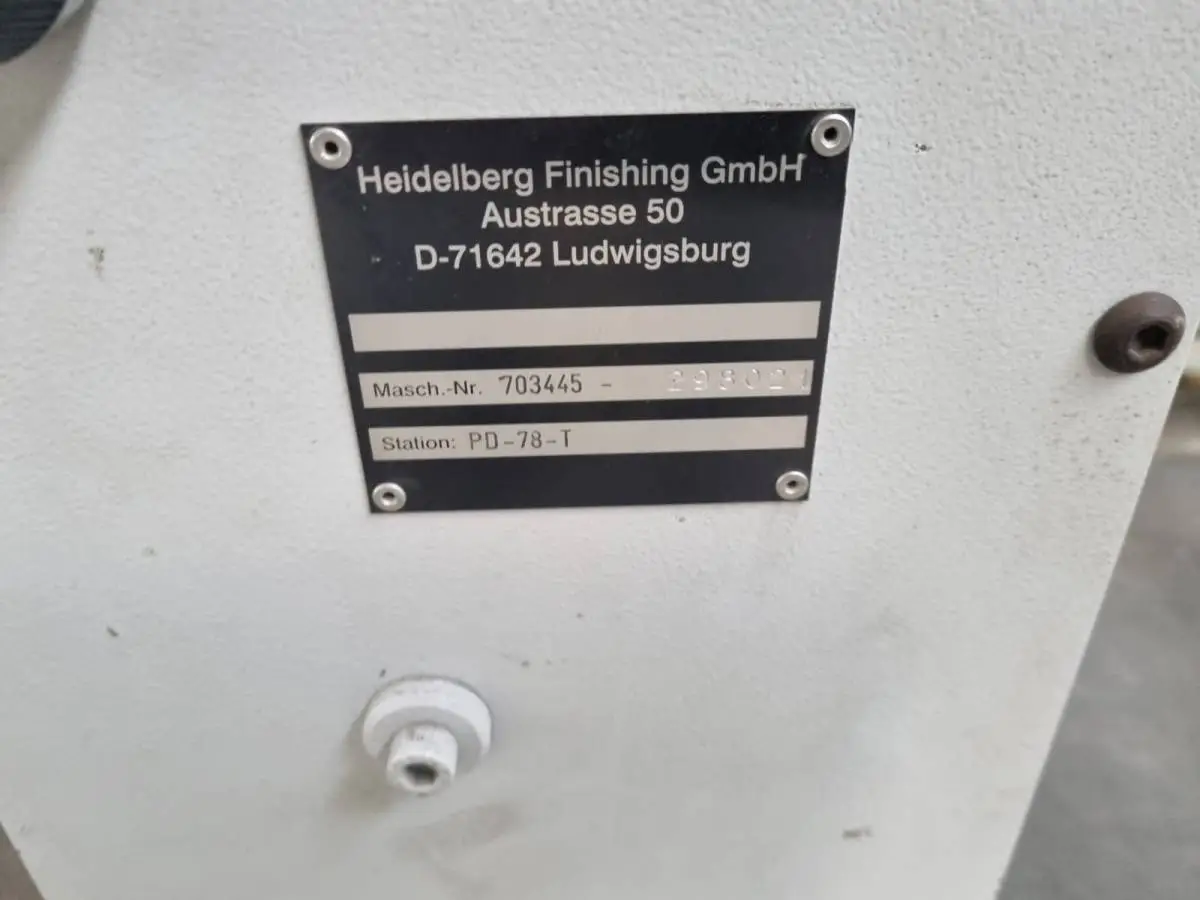 Heidelberg Finishing GmbH
Austrasse 50
D-71642 Ludwigsburg
Masch.-Nr. 703445 -
Station: PD-78-T